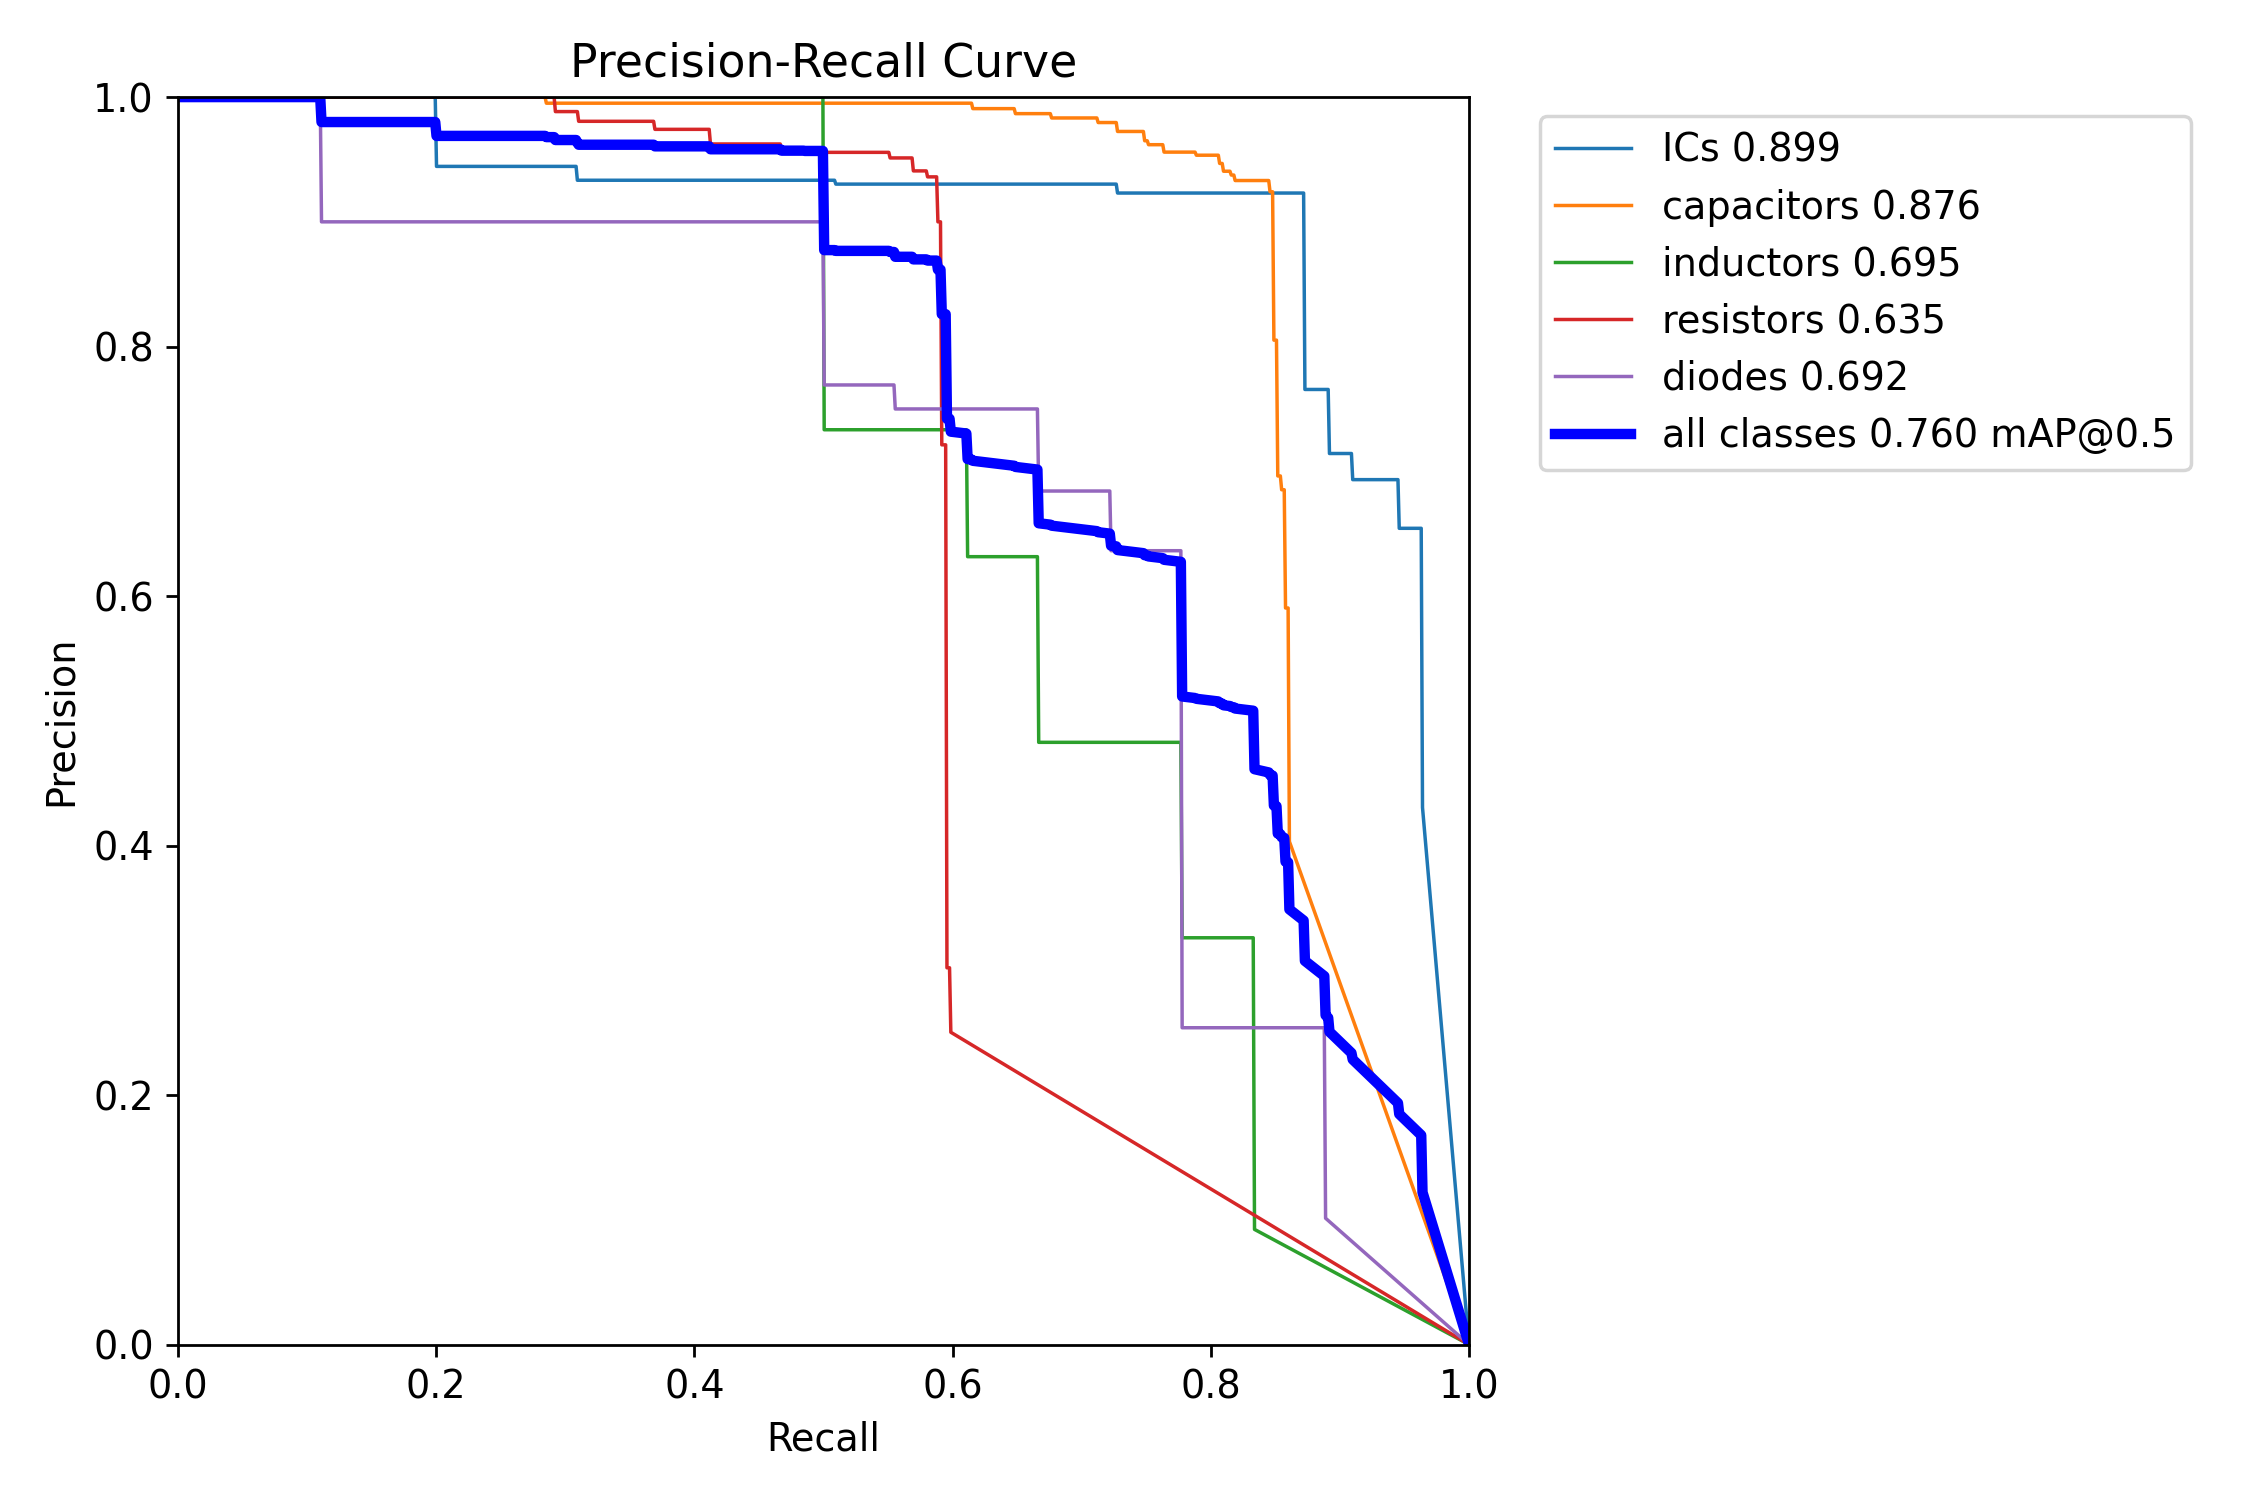 Precision-Recall Curve
1.0
0.8
0.6
0.4
0.2
0.0
Precision
0.0 0.2 0.4 0.6 0.8 1.0
Recall
ICs 0.899
capacitors 0.876
inductors 0.695
resistors 0.635
diodes 0.692
all classes 0.760 mAP@0.5